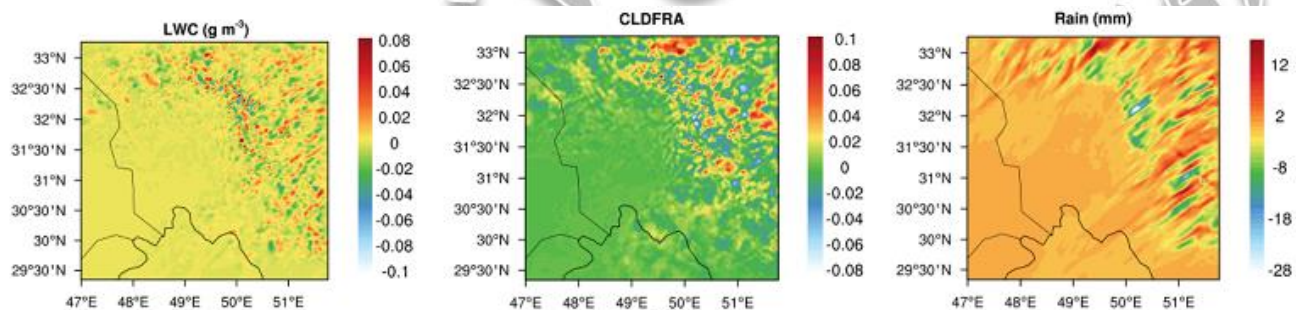 LWC (g m⁻³)
33°N
32°30'N
32°N
31°30'N
31°N
30°30'N
30°N
29°30'N
47°E 48°E 49°E 50°E 51°E
0.08
0.06
0.04
0.02
0
-0.02
-0.04
-0.06
-0.08
-0.1
CLDFRA
33°N
32°30'N
32°N
31°30'N
31°N
30°30'N
30°N
29°30'N
47°E 48°E 49°E 50°E 51°E
0.1
0.08
0.06
0.04
0.02
0
-0.02
-0.04
-0.06
-0.08
Rain (mm)
33°N
32°30'N
32°N
31°30'N
31°N
30°30'N
30°N
29°30'N
47°E 48°E 49°E 50°E 51°E
12
2
-8
-18
-28